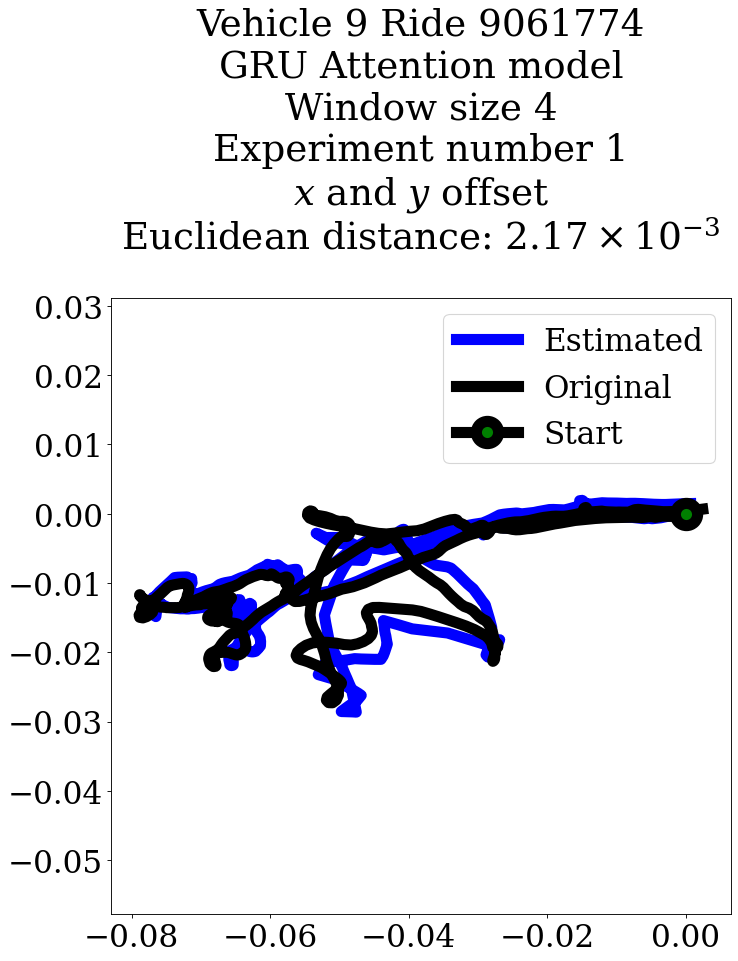 Vehicle 9 Ride 9061774
GRU Attention model
Window size 4
Experiment number 1
x and y offset
Euclidean distance: 2.17 × 10⁻³
Estimated
Original
Start
0.03
0.02
0.01
0.00
−0.01
−0.02
−0.03
−0.04
−0.05
−0.08 −0.06 −0.04 −0.02 0.00